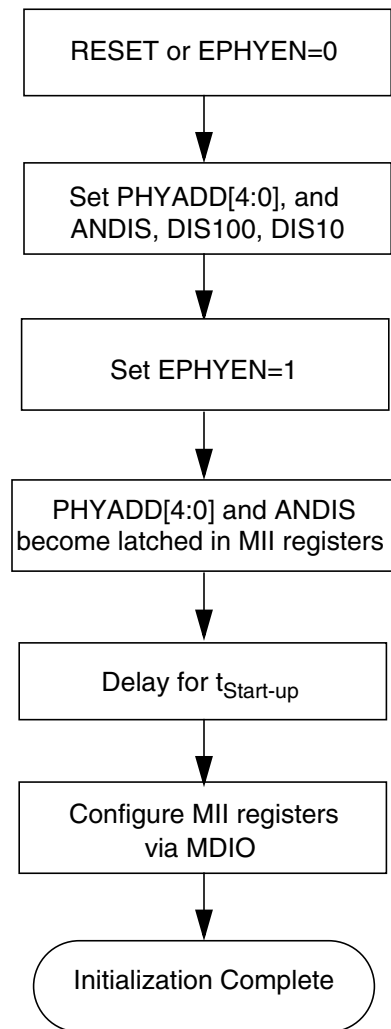 RESET or EPHYEN=0
Set PHYADD[4:0], and
ANDIS, DIS100, DIS10
Set EPHYEN=1
PHYADD[4:0] and ANDIS
become latched in MII registers
Delay for tStart-up
Configure MII registers
via MDIO
Initialization Complete